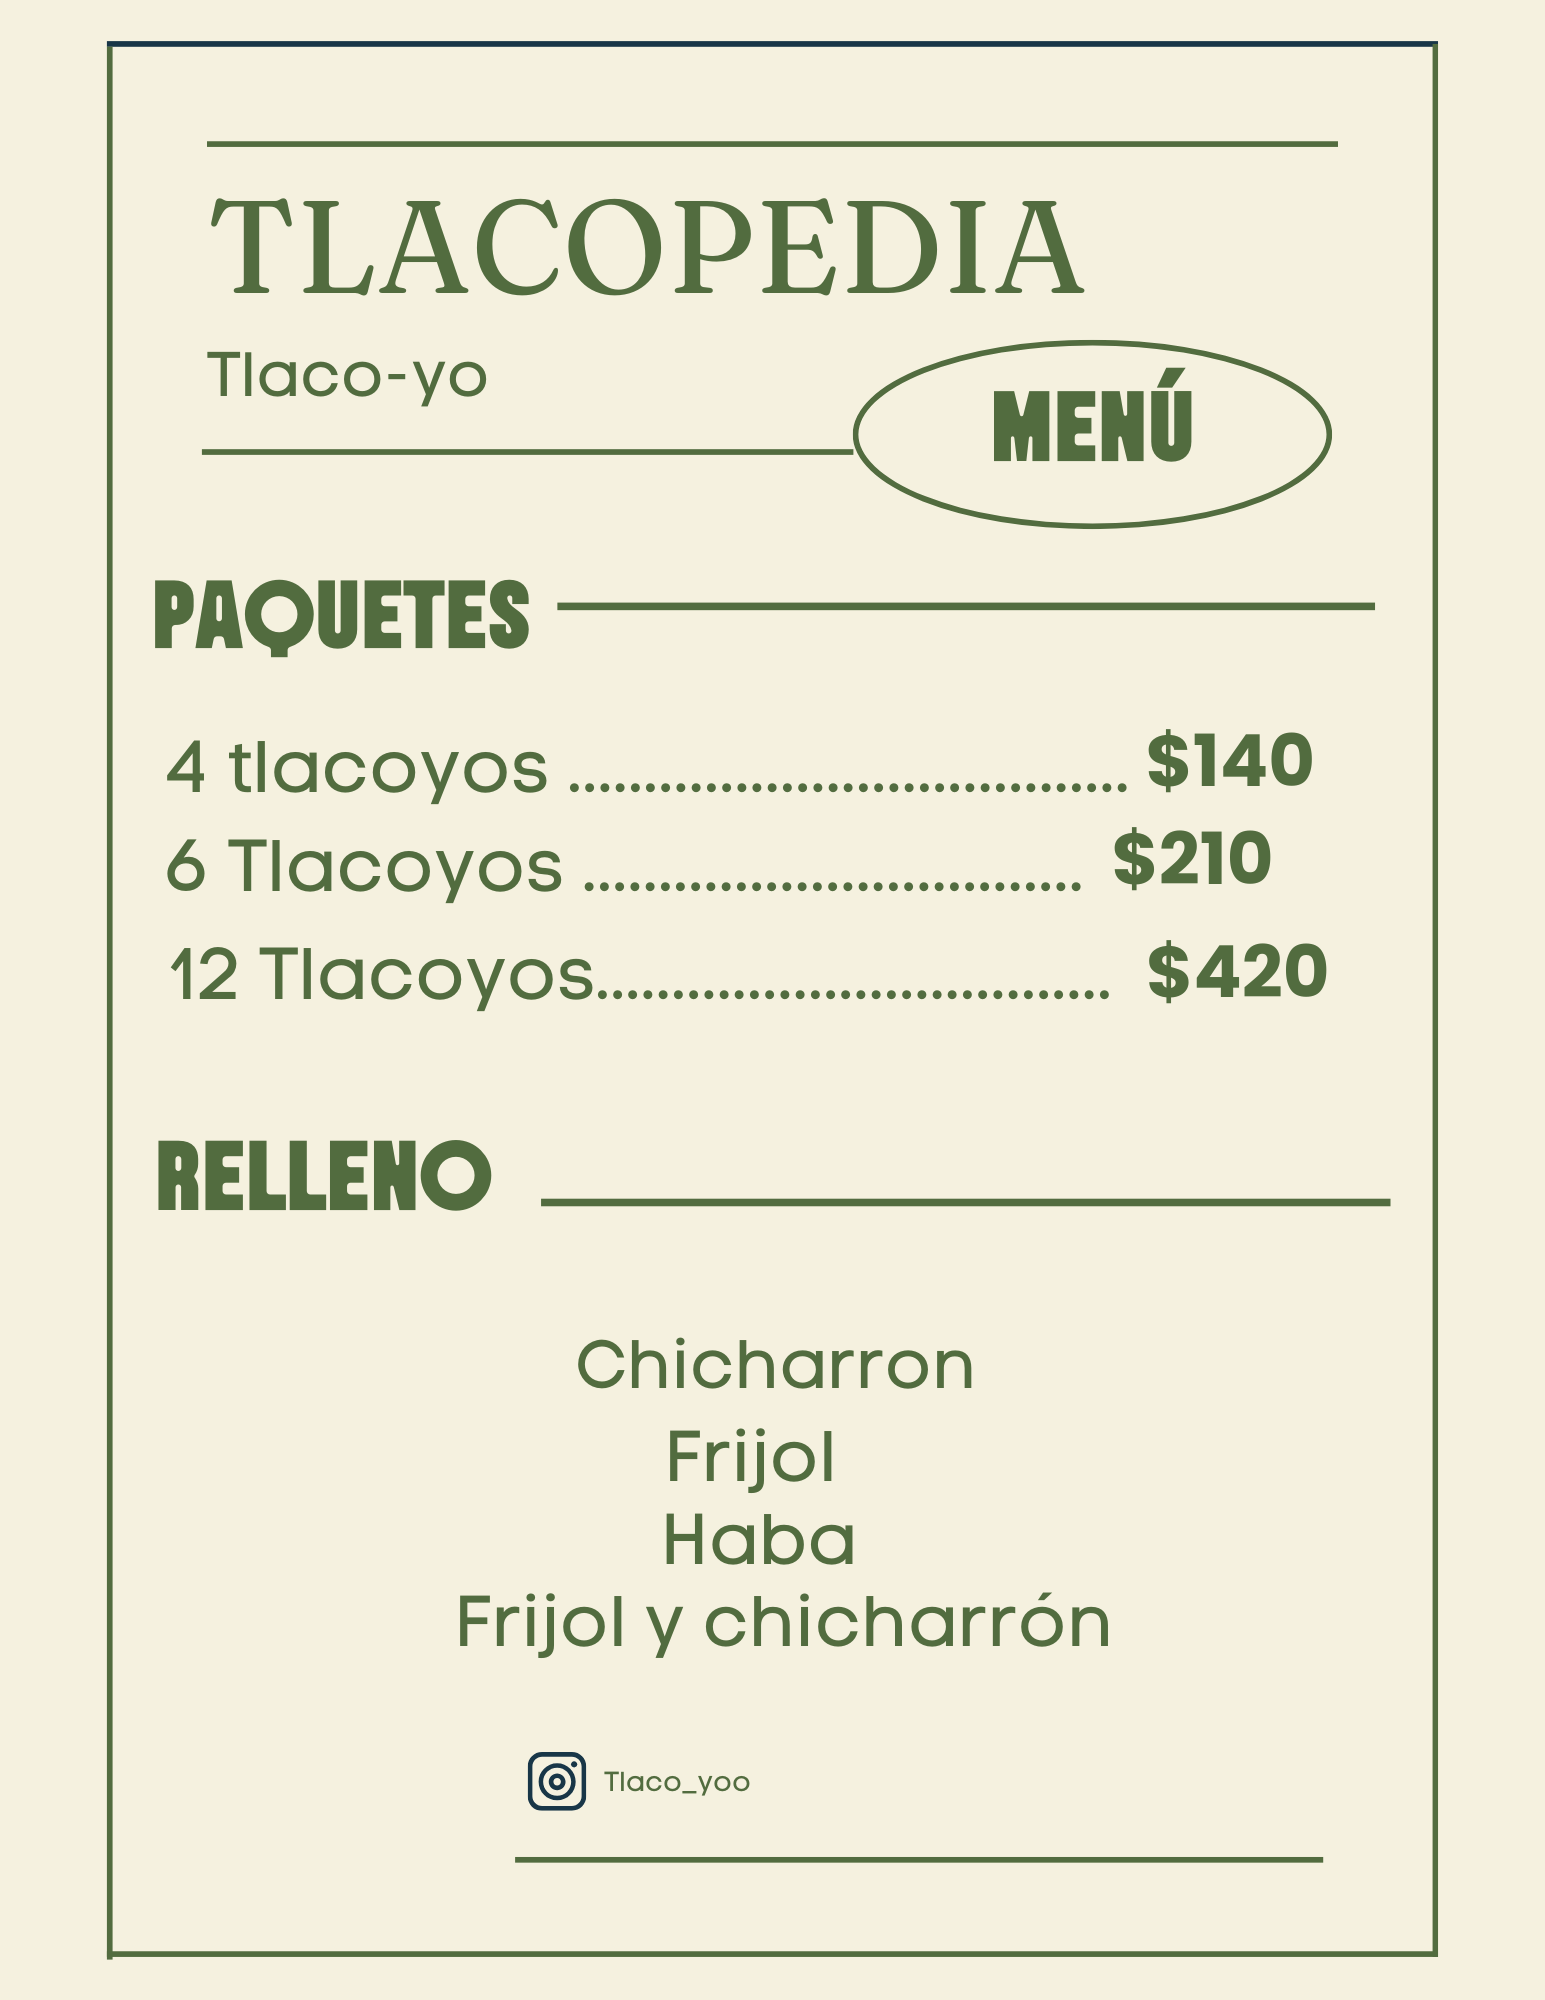 TLACOPEDIA
Tlaco-yo
MENÚ
PAQUETES
4 tlacoyos ..................................... $140
6 Tlacoyos ................................. $210
12 Tlacoyos.................................. $420
RELLENO
Chicharron
Frijol
Haba
Frijol y chicharrón
Tlaco_yoo